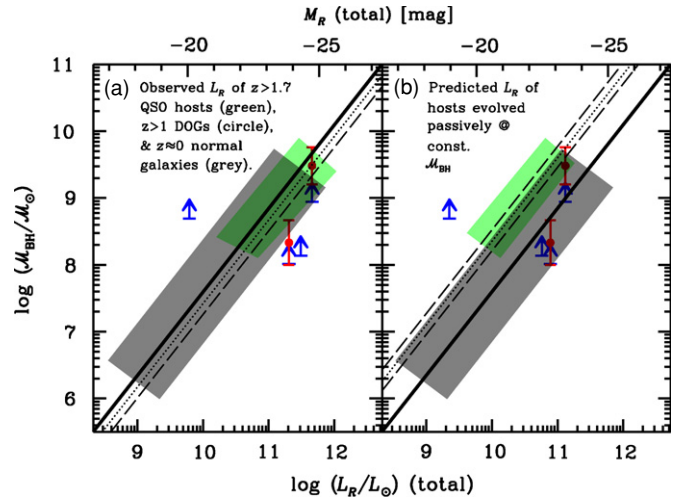 M_R (total) [mag]
−20 −25 −20 −25
11
10
9
8
7
6
log (ℳ_BH/ℳ_⊙)
(a) Observed L_R of z>1.7
QSO hosts (green),
z>1 DOGs (circle),
& z≈0 normal
galaxies (grey).
(b) Predicted L_R of
hosts evolved
passively @
const.
ℳ_BH
9 10 11 12 9 10 11 12
log (L_R/L_⊙) (total)